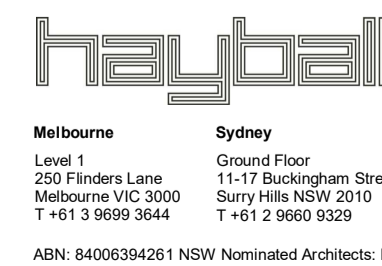 haybal
Melbourne Sydney
Level 1 Ground Floor
250 Flinders Lane 11-17 Buckingham Stre
Melbourne VIC 3000 Surry Hills NSW 2010
T +61 3 9699 3644 T +61 2 9660 9329
ABN: 84006394261 NSW Nominated Architects: